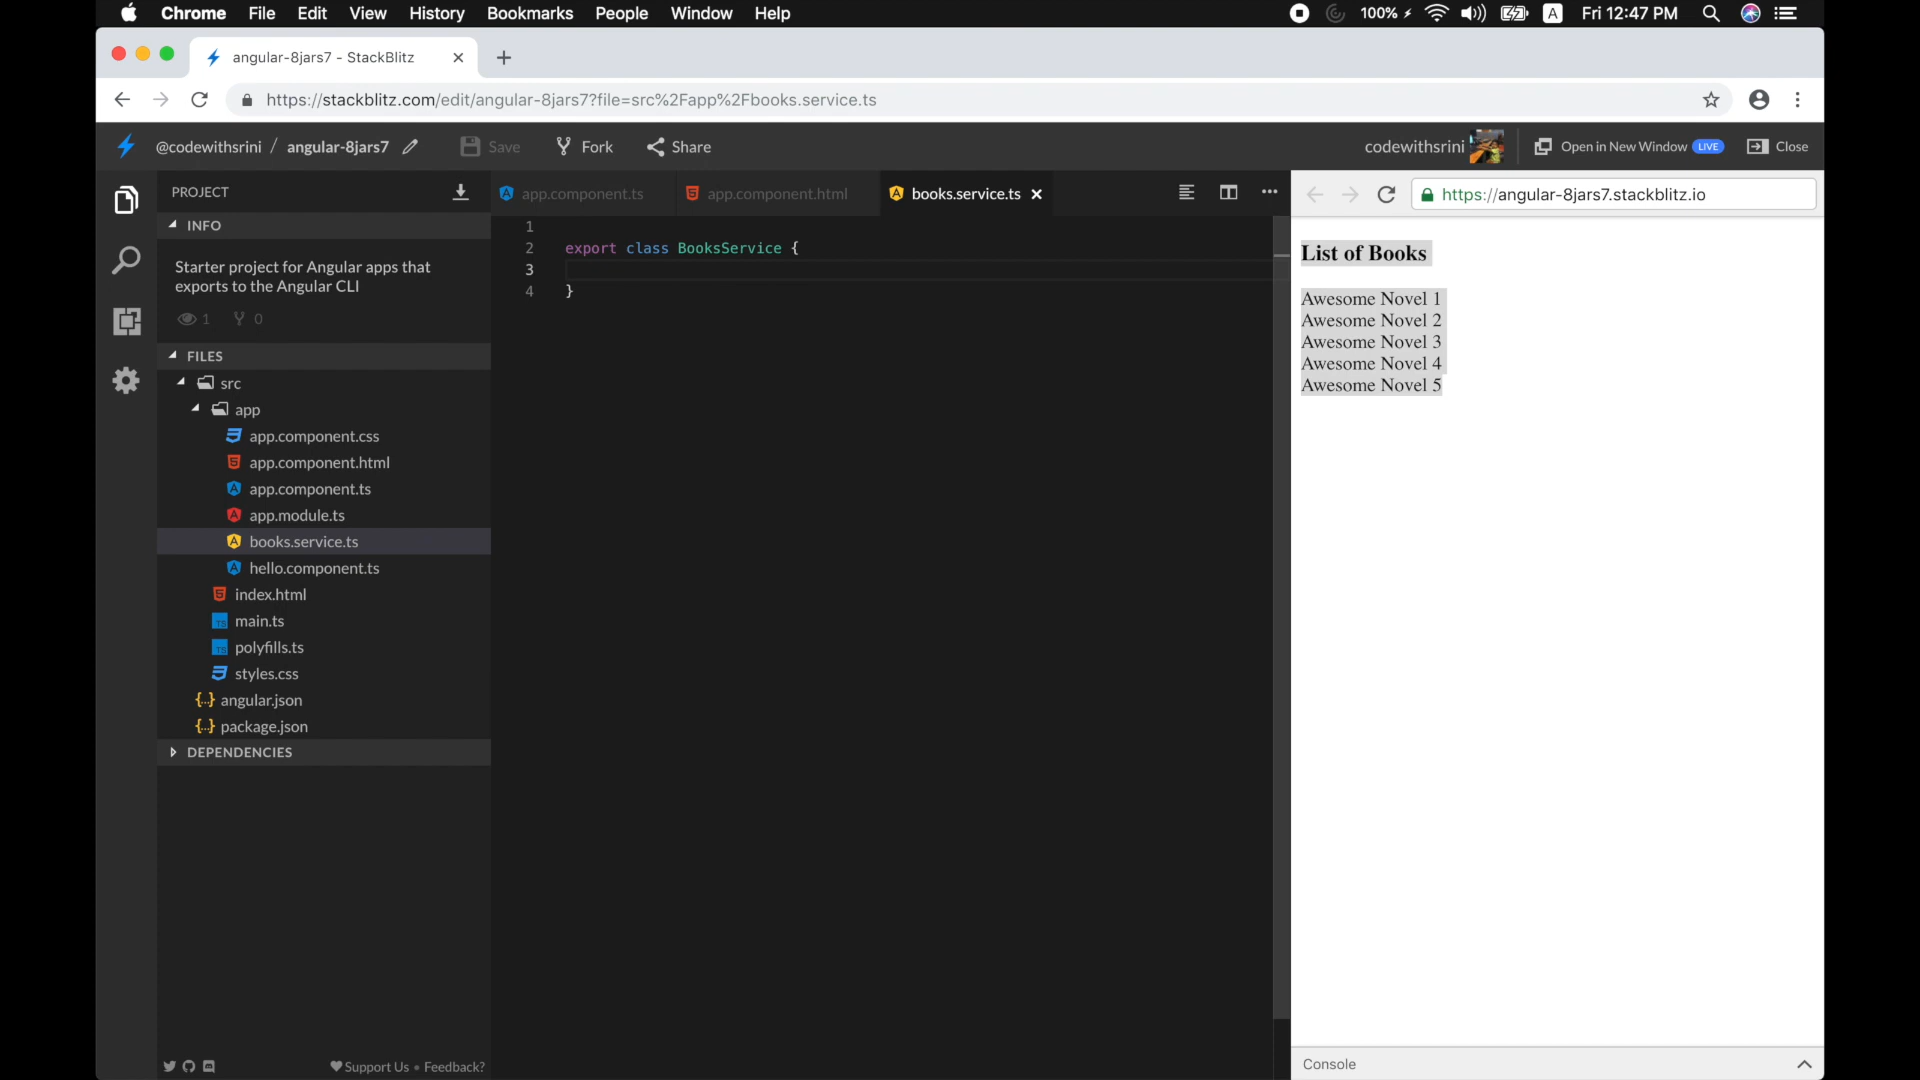 Chrome File Edit View History Bookmarks People Window Help 100% A Fri 12:47 PM
angular-8jars7 - StackBlitz
https://stackblitz.com/edit/angular-8jars7?file=src%2Fapp%2Fbooks.service.ts
@codewithsrini / angular-8jars7 Save Fork Share codewithsrini Open in New Window LIVE Close
PROJECT
app.component.ts app.component.html books.service.ts
https://angular-8jars7.stackblitz.io
INFO
Starter project for Angular apps that
exports to the Angular CLI
1 0
FILES
src
app
app.component.css
app.component.html
app.component.ts
app.module.ts
books.service.ts
hello.component.ts
index.html
main.ts
polyfills.ts
styles.css
angular.json
package.json
DEPENDENCIES
Support Us • Feedback?
1
2 export class BooksService {
3
4 }
List of Books
Awesome Novel 1
Awesome Novel 2
Awesome Novel 3
Awesome Novel 4
Awesome Novel 5
Console